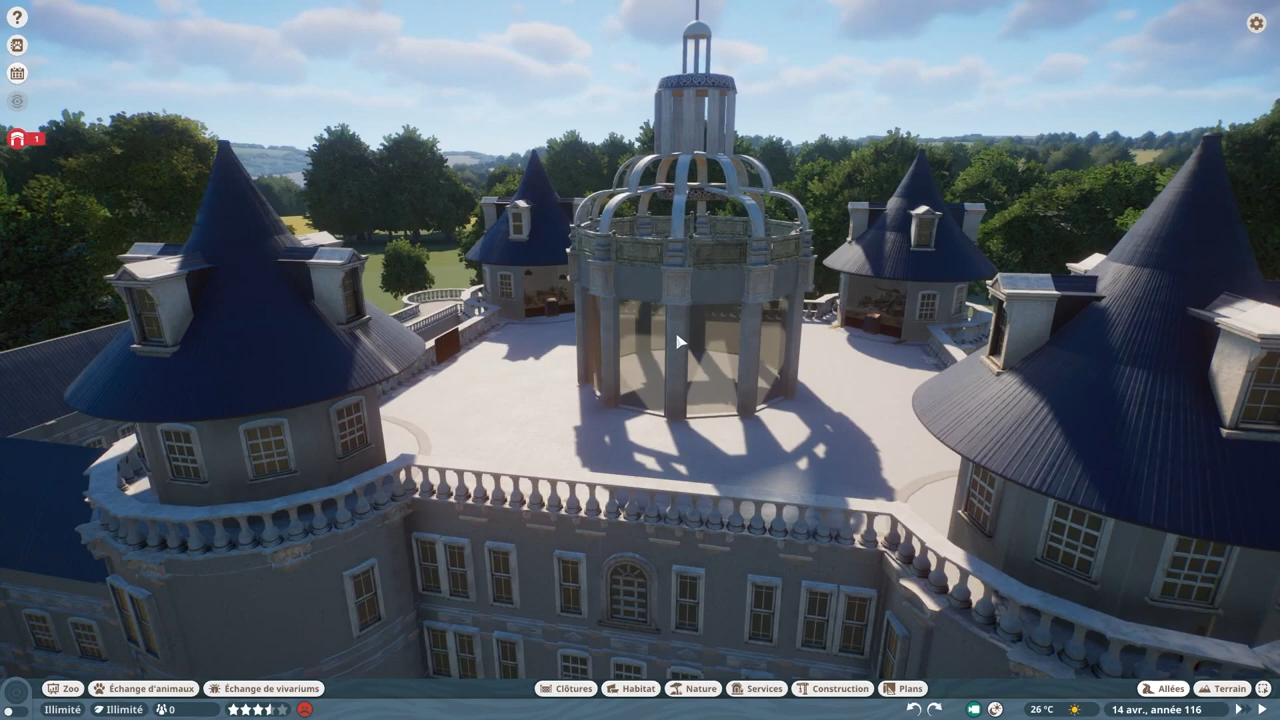 ?
1
Zoo
Échange d'animaux
Échange de vivariums
Clôtures
Habitat
Nature
Services
Construction
Plans
Allées
Terrain
Illimité
Illimité
0
26 °C
14 avr., année 116